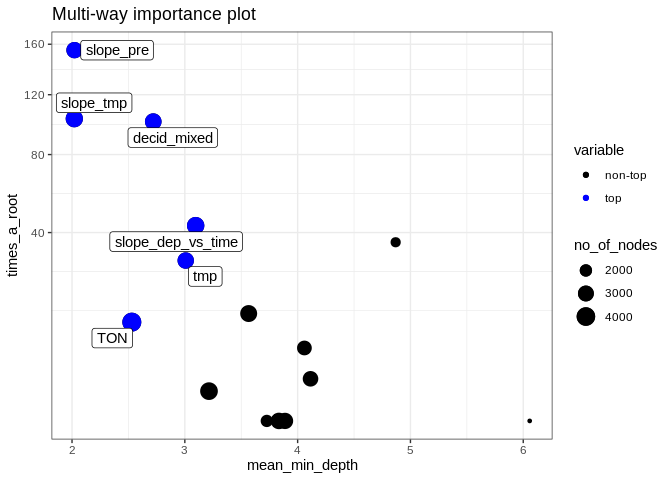 Multi-way importance plot
160
120
80
40
times_a_root
slope_pre
slope_tmp
decid_mixed
slope_dep_vs_time
tmp
TON
2
3
4
5
6
mean_min_depth
variable
non-top
top
no_of_nodes
2000
3000
4000